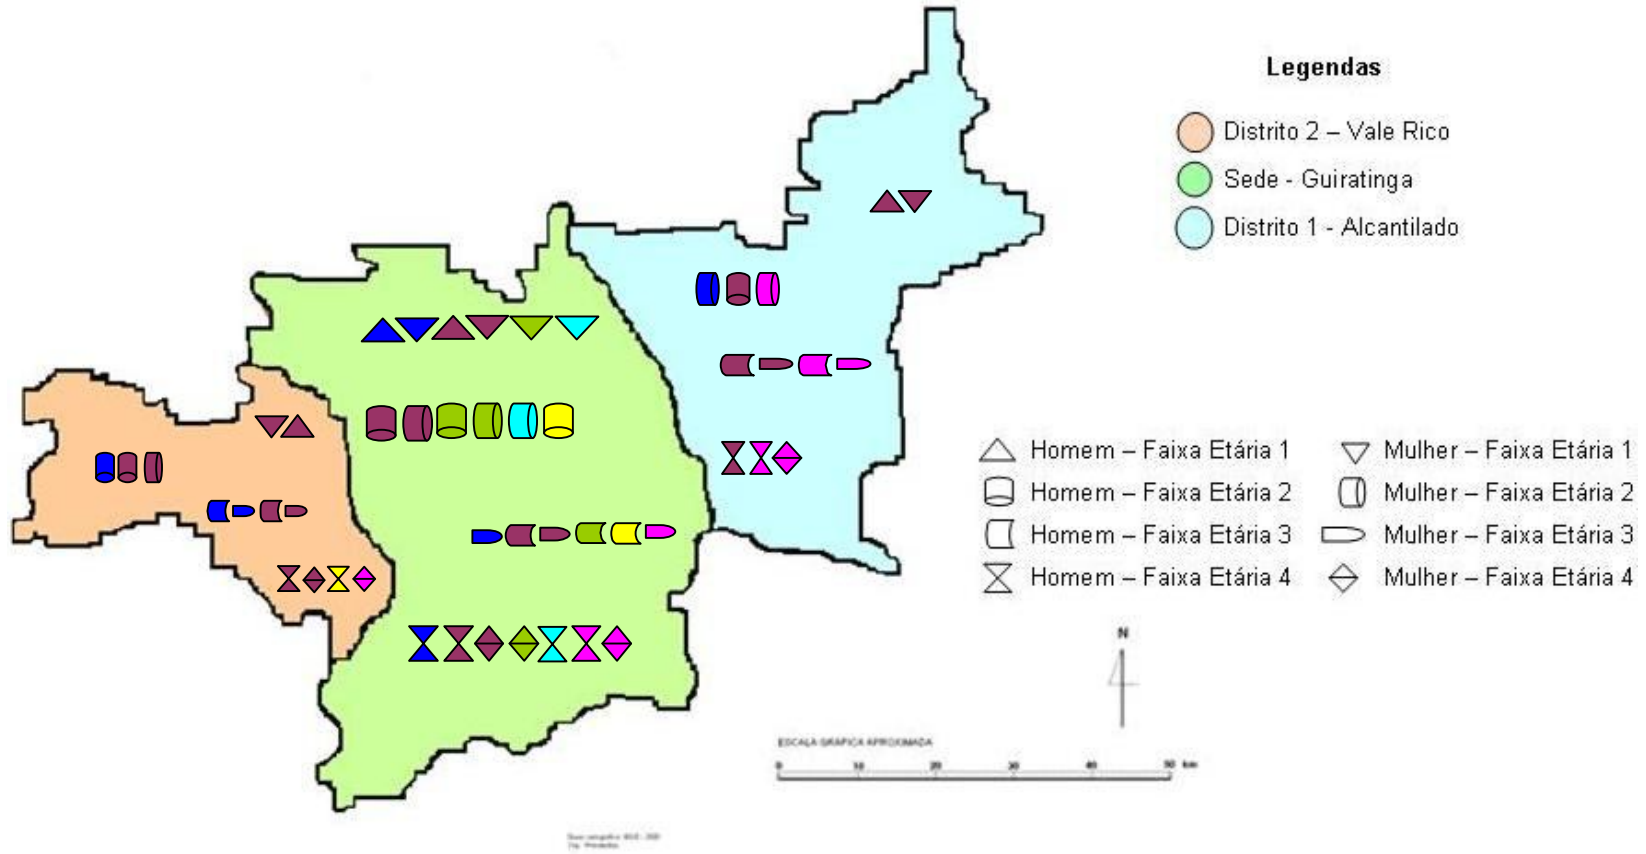 Legendas
Distrito 2 – Vale Rico
Sede - Guiratinga
Distrito 1 - Alcantilado
Homem – Faixa Etária 1
Mulher – Faixa Etária 1
Homem – Faixa Etária 2
Mulher – Faixa Etária 2
Homem – Faixa Etária 3
Mulher – Faixa Etária 3
Homem – Faixa Etária 4
Mulher – Faixa Etária 4
N
ESCALA GRÁFICA APROXIMADA
0 10 20 30 40 50 km